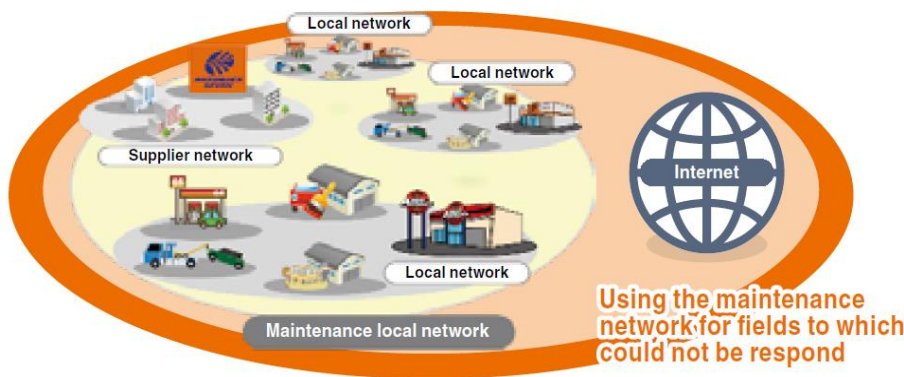 Local network
Local network
Supplier network
Internet
Local network
Maintenance local network
Using the maintenance
network for fields to which
could not be respond